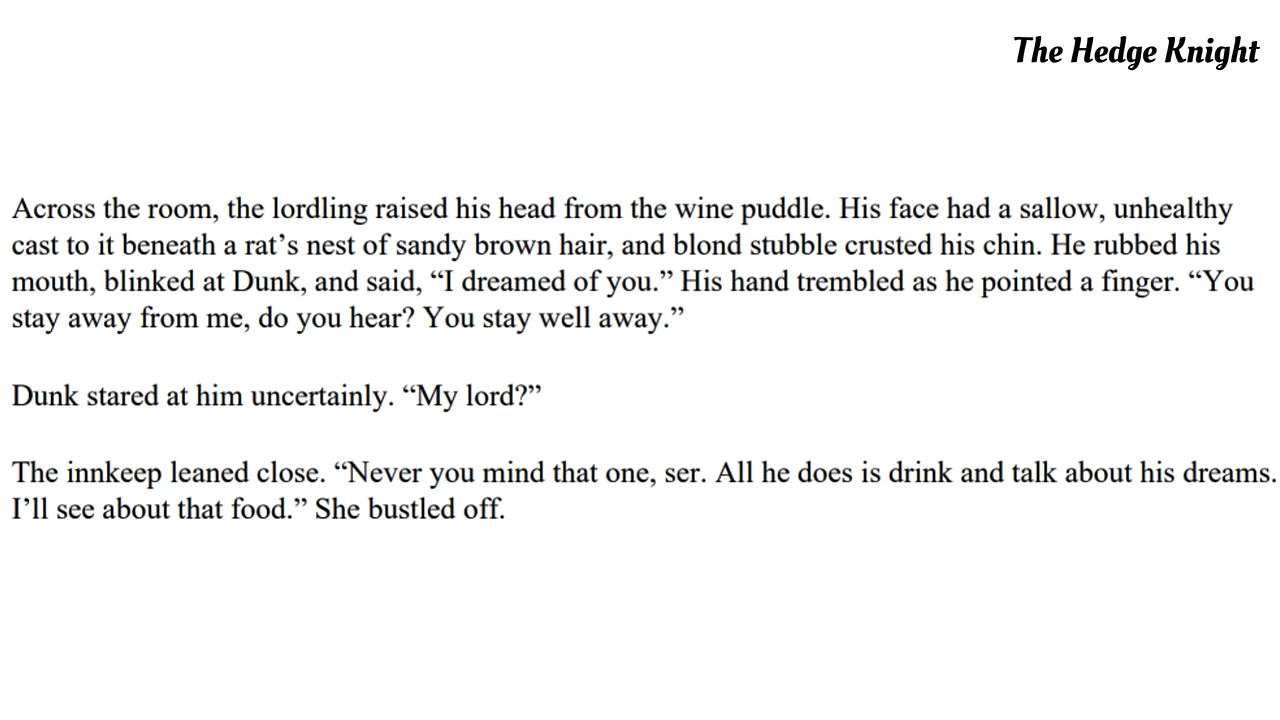 The Hedge Knight
Across the room, the lordling raised his head from the wine puddle. His face had a sallow, unhealthy
cast to it beneath a rat’s nest of sandy brown hair, and blond stubble crusted his chin. He rubbed his
mouth, blinked at Dunk, and said, “I dreamed of you.” His hand trembled as he pointed a finger. “You
stay away from me, do you hear? You stay well away.”
Dunk stared at him uncertainly. “My lord?”
The innkeep leaned close. “Never you mind that one, ser. All he does is drink and talk about his dreams.
I’ll see about that food.” She bustled off.